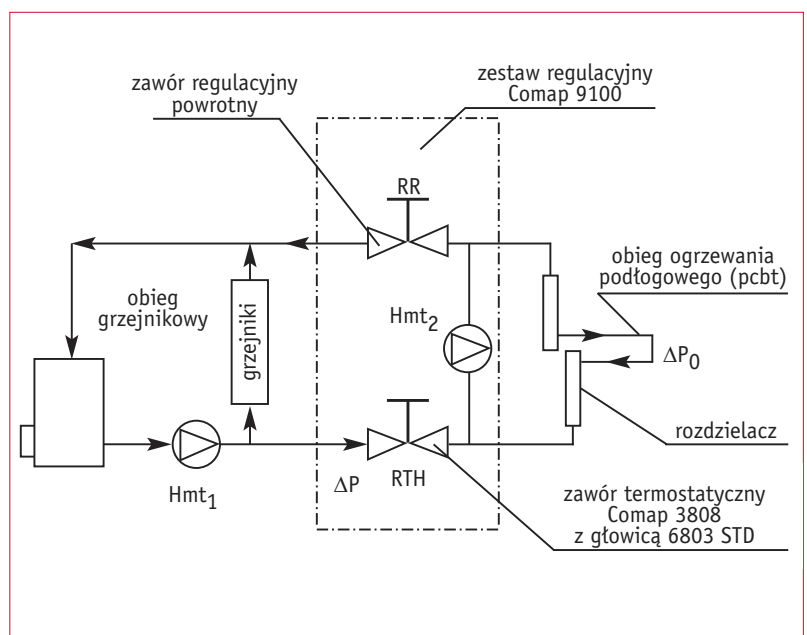 zawór regulacyjny
powrotny
zestaw regulacyjny
Comap 9100
RR
obieg ogrzewania
podłogowego (pcbt)
obieg
grzejnikowy
grzejniki
Hmt2
ΔP0
rozdzielacz
Hmt1
ΔP
RTH
zawór termostatyczny
Comap 3808
z głowicą 6803 STD